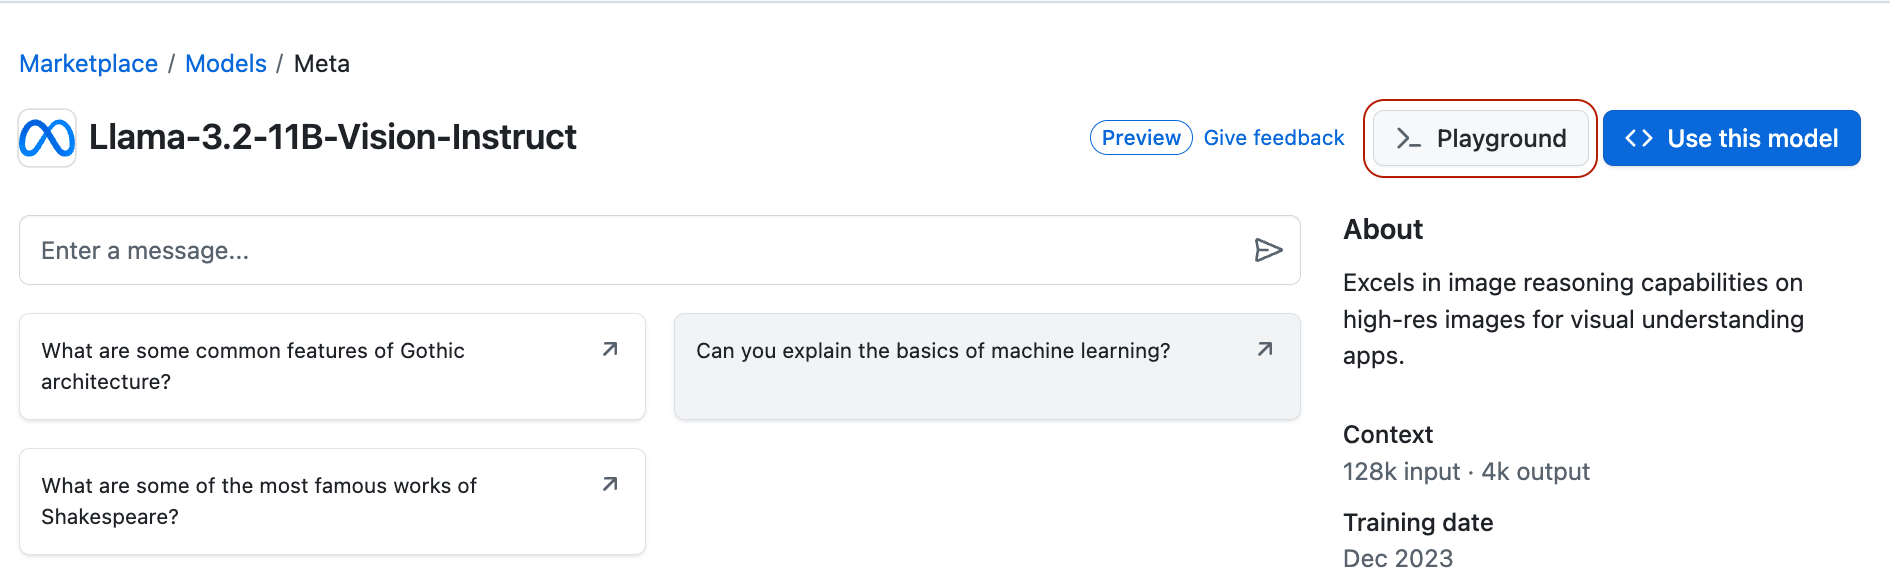 Marketplace / Models / Meta
Llama-3.2-11B-Vision-Instruct
Preview Give feedback Playground Use this model
Enter a message...
What are some common features of Gothic
architecture?
Can you explain the basics of machine learning?
What are some of the most famous works of
Shakespeare?
About
Excels in image reasoning capabilities on
high-res images for visual understanding
apps.
Context
128k input · 4k output
Training date
Dec 2023